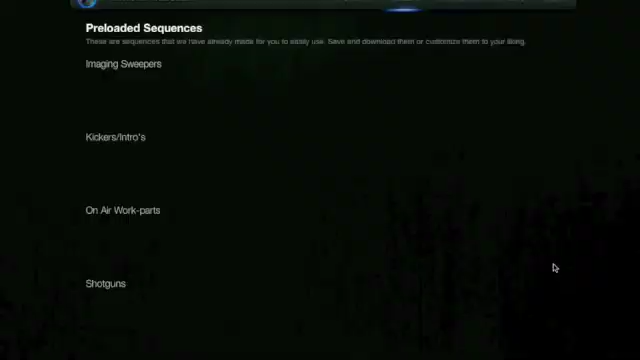 Preloaded Sequences
These are sequences that are have already made for you to easily use. Save and download them or customize them to your liking.
Imaging Sweepers
Kickers/Intro's
On Air Work-parts
Shotguns